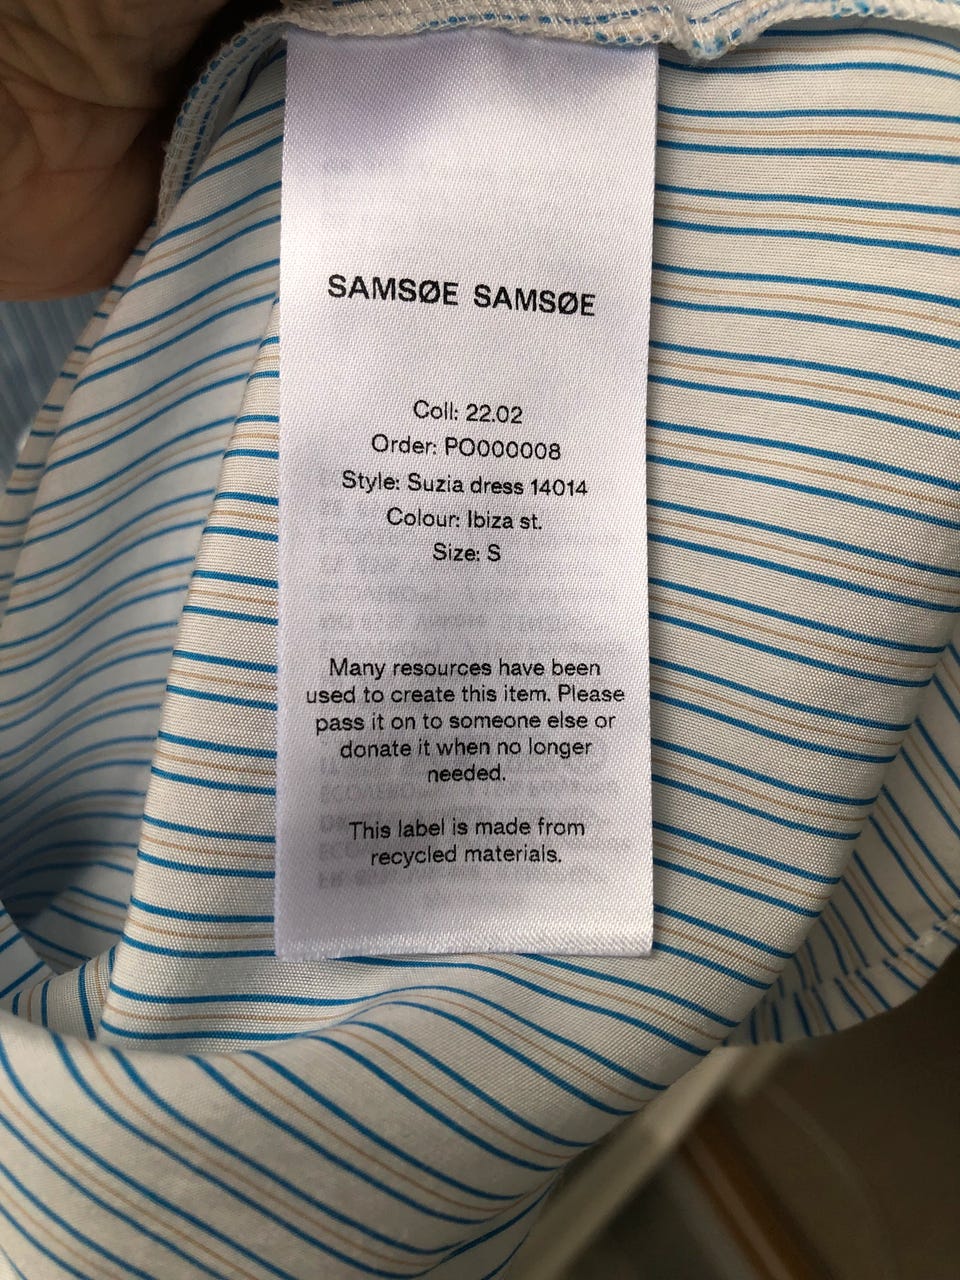 SAMSØE SAMSØE
Coll: 22.02
Order: PO000008
Style: Suzia dress 14014
Colour: Ibiza st.
Size: S
Many resources have been
used to create this item. Please
pass it on to someone else or
donate it when no longer
needed.
This label is made from
recycled materials.